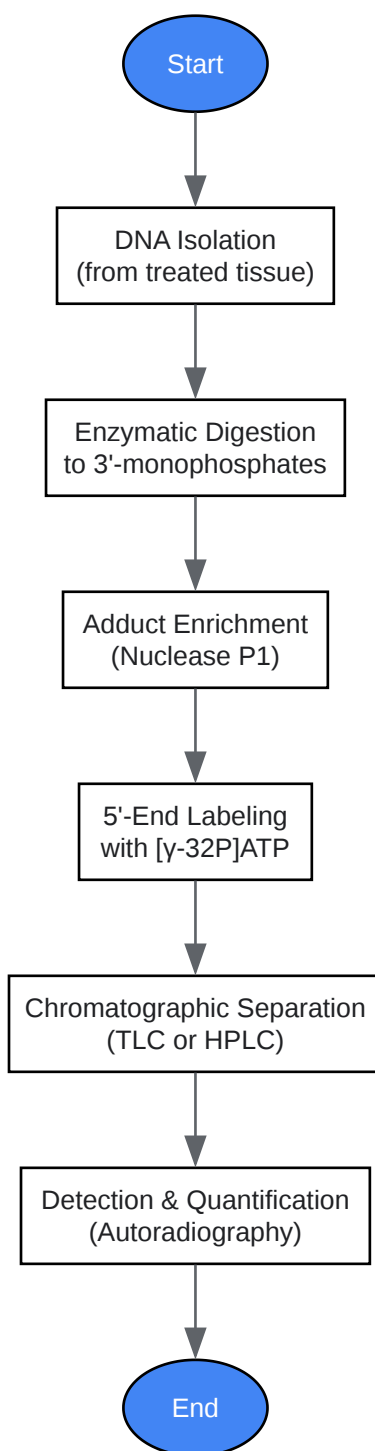 Start
DNA Isolation
(from treated tissue)
Enzymatic Digestion
to 3'-monophosphates
Adduct Enrichment
(Nuclease P1)
5'-End Labeling
with [γ-32P]ATP
Chromatographic Separation
(TLC or HPLC)
Detection & Quantification
(Autoradiography)
End